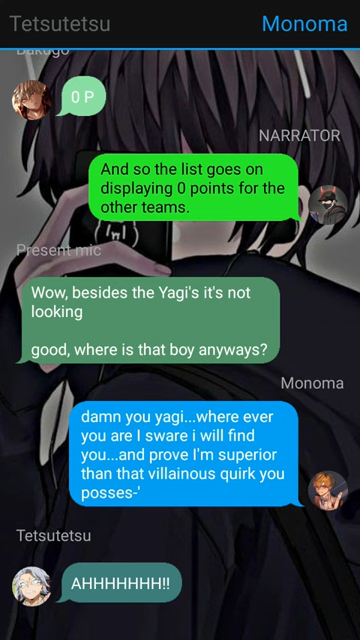 Tetsutetsu
Monoma
Bakugo
0 P
NARRATOR
And so the list goes on
displaying 0 points for the
other teams.
Present mic
Wow, besides the Yagi's it's not
looking
good, where is that boy anyways?
Monoma
damn you yagi...where ever
you are I sware i will find
you...and prove I'm superior
than that villainous quirk you
posses-'
Tetsutetsu
AHHHHHHH!!